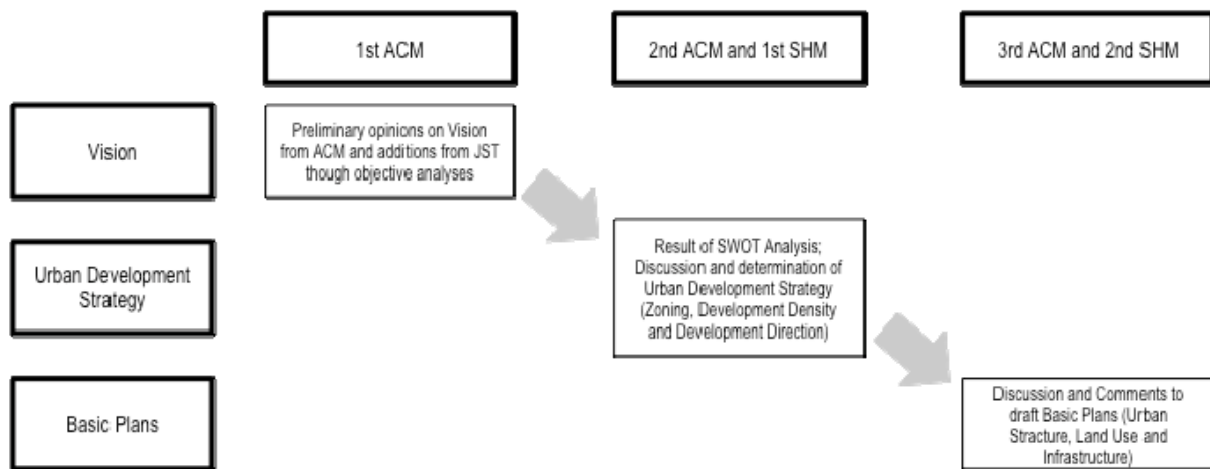 1st ACM
2nd ACM and 1st SHM
3rd ACM and 2nd SHM
Vision
Preliminary opinions on Vision
from ACM and additions from JST
though objective analyses
Urban Development
Strategy
Result of SWOT Analysis;
Discussion and determination of
Urban Development Strategy
(Zoning, Development Density
and Development Direction)
Basic Plans
Discussion and Comments to
draft Basic Plans (Urban
Stracture, Land Use and
Infrastructure)